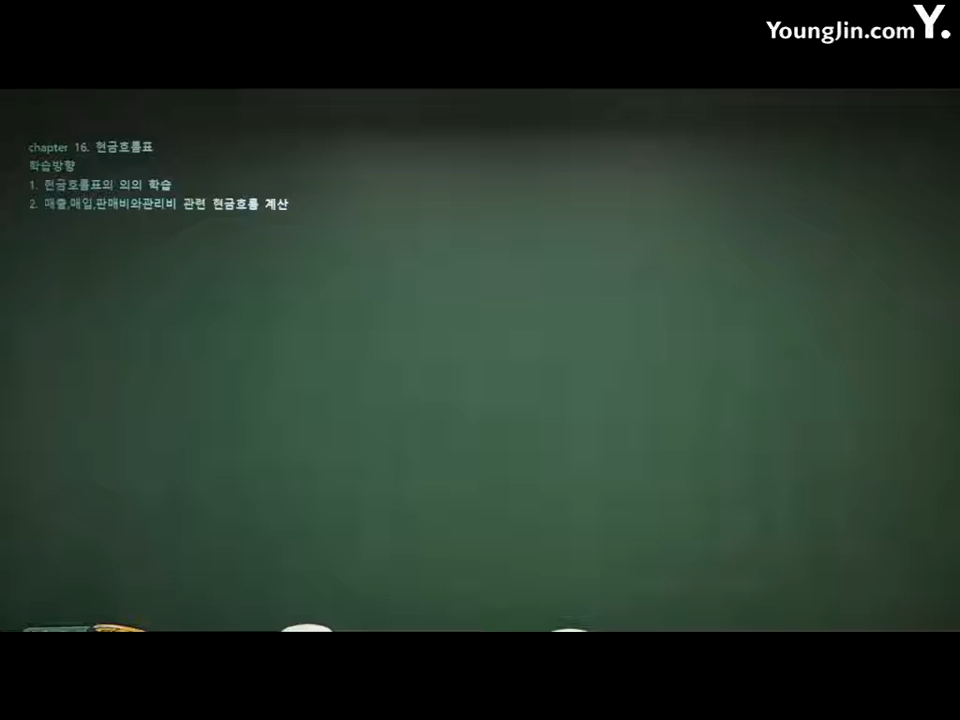 YoungJin.com Y.
chapter 16. 현금흐름표
학습방향
1. 현금흐름표의 의의 학습
2. 매출,매입,판매비와관리비 관련 현금흐름 계산